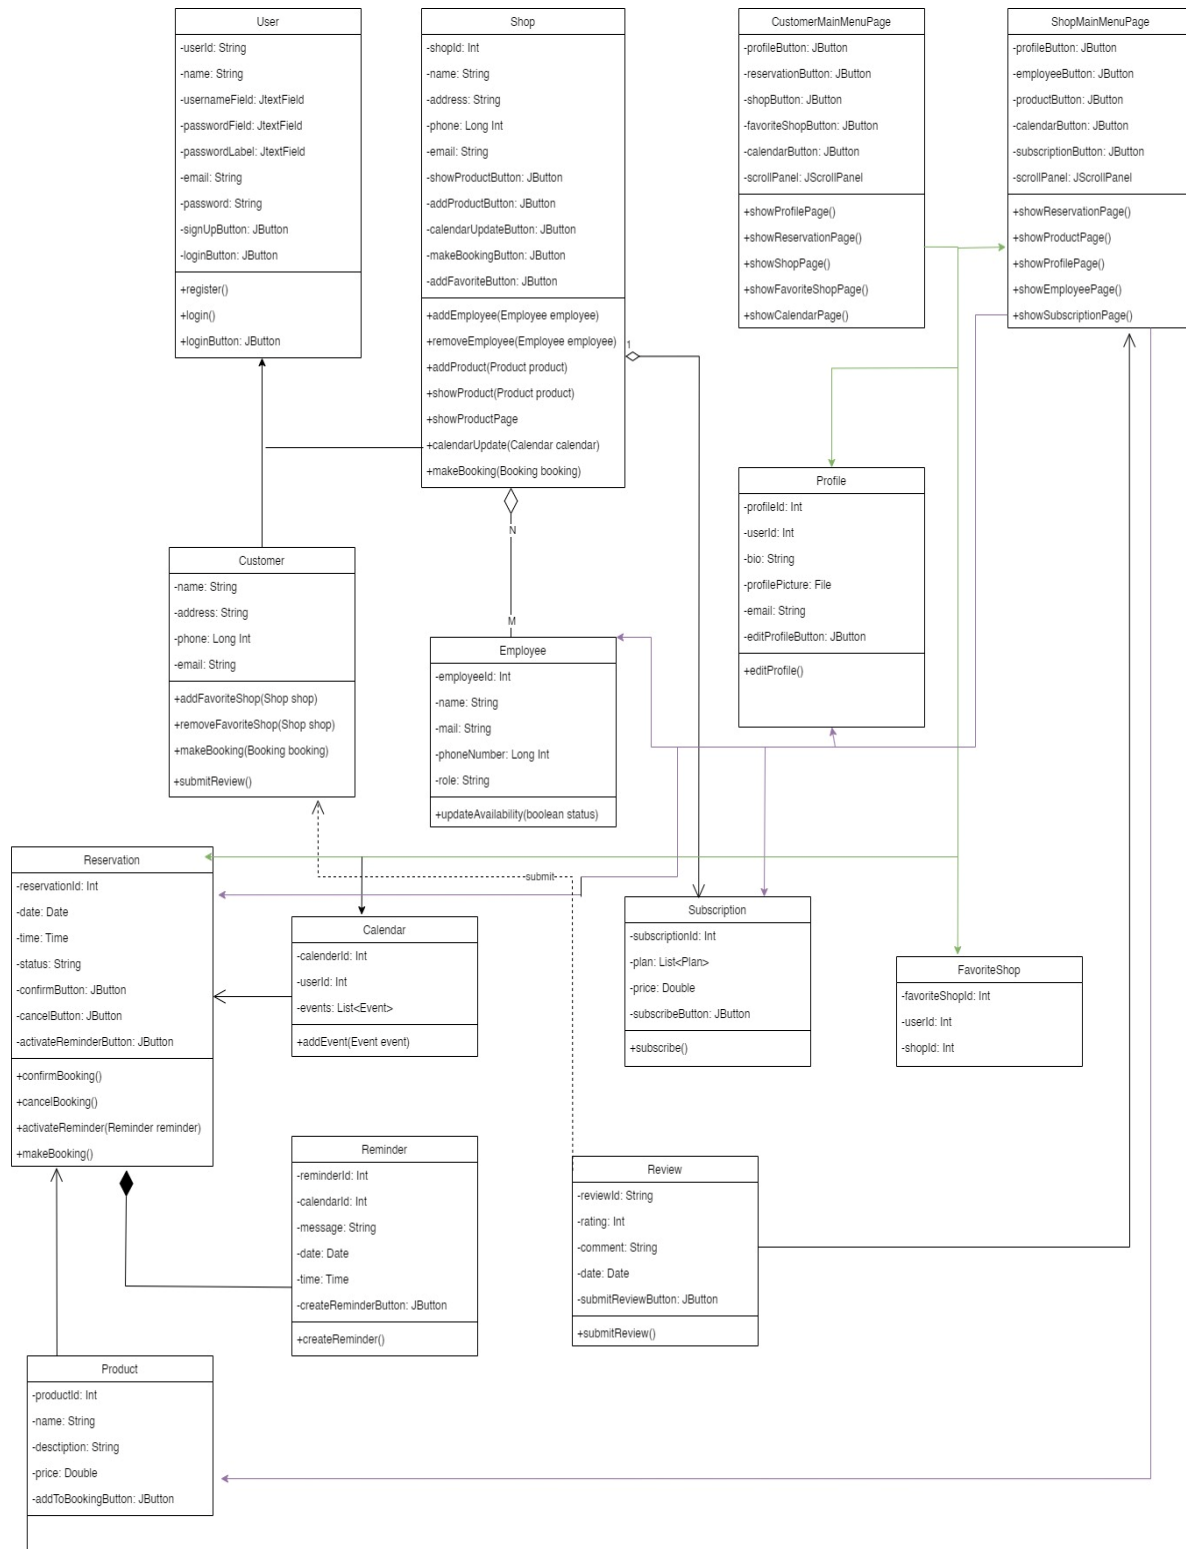 User
-userId: String
-name: String
-usernameField: JtextField
-passwordField: JtextField
-passwordLabel: JtextField
-email: String
-password: String
-signUpButton: JButton
-loginButton: JButton
+register()
+login()
+loginButton: JButton
Shop
-shopId: Int
-name: String
-address: String
-phone: Long Int
-email: String
-showProductButton: JButton
-addProductButton: JButton
-calendarUpdateButton: JButton
-makeBookingButton: JButton
-addFavoriteButton: JButton
+addEmployee(Employee employee)
+removeEmployee(Employee employee)
+addProduct(Product product)
+showProduct(Product product)
+showProductPage
+calendarUpdate(Calendar calendar)
+makeBooking(Booking booking)
1
N
M
CustomerMainMenuPage
-profileButton: JButton
-reservationButton: JButton
-shopButton: JButton
-favoriteShopButton: JButton
-calendarButton: JButton
-scrollPanel: JScrollPanel
+showProfilePage()
+showReservationPage()
+showShopPage()
+showFavoriteShopPage()
+showCalendarPage()
ShopMainMenuPage
-profileButton: JButton
-employeeButton: JButton
-productButton: JButton
-calendarButton: JButton
-subscriptionButton: JButton
-scrollPanel: JScrollPanel
+showReservationPage()
+showProductPage()
+showProfilePage()
+showEmployeePage()
+showSubscriptionPage()
Profile
-profileId: Int
-userId: Int
-bio: String
-profilePicture: File
-email: String
-editProfileButton: JButton
+editProfile()
Customer
-name: String
-address: String
-phone: Long Int
-email: String
+addFavoriteShop(Shop shop)
+removeFavoriteShop(Shop shop)
+makeBooking(Booking booking)
+submitReview()
Employee
-employeeId: Int
-name: String
-mail: String
-phoneNumber: Long Int
-role: String
+updateAvailability(boolean status)
Reservation
-reservationId: Int
-date: Date
-time: Time
-status: String
-confirmButton: JButton
-cancelButton: JButton
-activateReminderButton: JButton
+confirmBooking()
+cancelBooking()
+activateReminder(Reminder reminder)
+makeBooking()
submit
Calendar
-calenderId: Int
-userId: Int
-events: List<Event>
+addEvent(Event event)
Subscription
-subscriptionId: Int
-plan: List<Plan>
-price: Double
-subscribeButton: JButton
+subscribe()
FavoriteShop
-favoriteShopId: Int
-userId: Int
-shopId: Int
Reminder
-reminderId: Int
-calendarId: Int
-message: String
-date: Date
-time: Time
-createReminderButton: JButton
+createReminder()
Review
-reviewId: String
-rating: Int
-comment: String
-date: Date
-submitReviewButton: JButton
+submitReview()
Product
-productId: Int
-name: String
-desctiption: String
-price: Double
-addToBookingButton: JButton